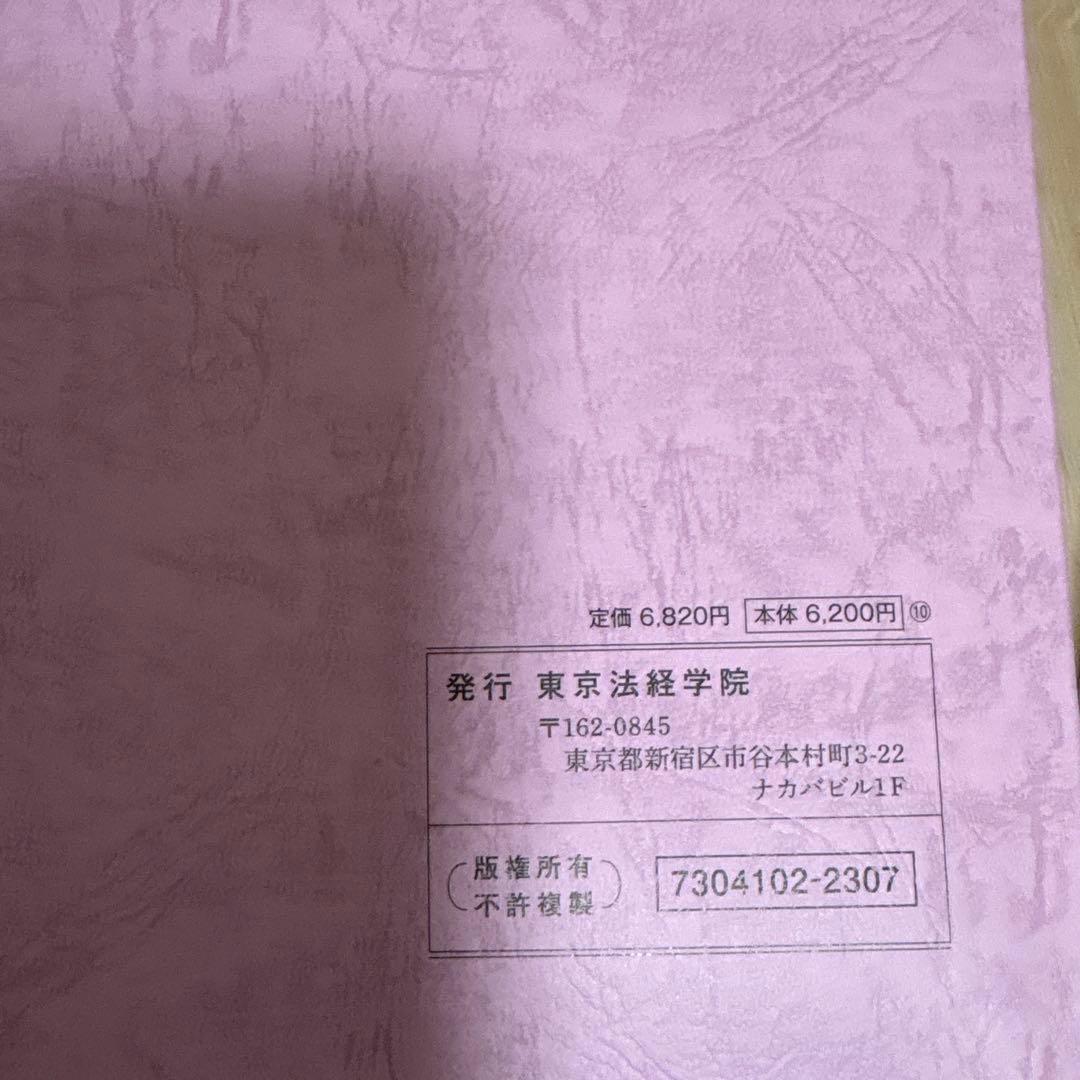 定価 6,820円 本体 6,200円 ⑩
発行 東京法経学院
〒162-0845
東京都新宿区市谷本村町3-22
ナカバビル1F
版権所有
不許複製
7304102-2307